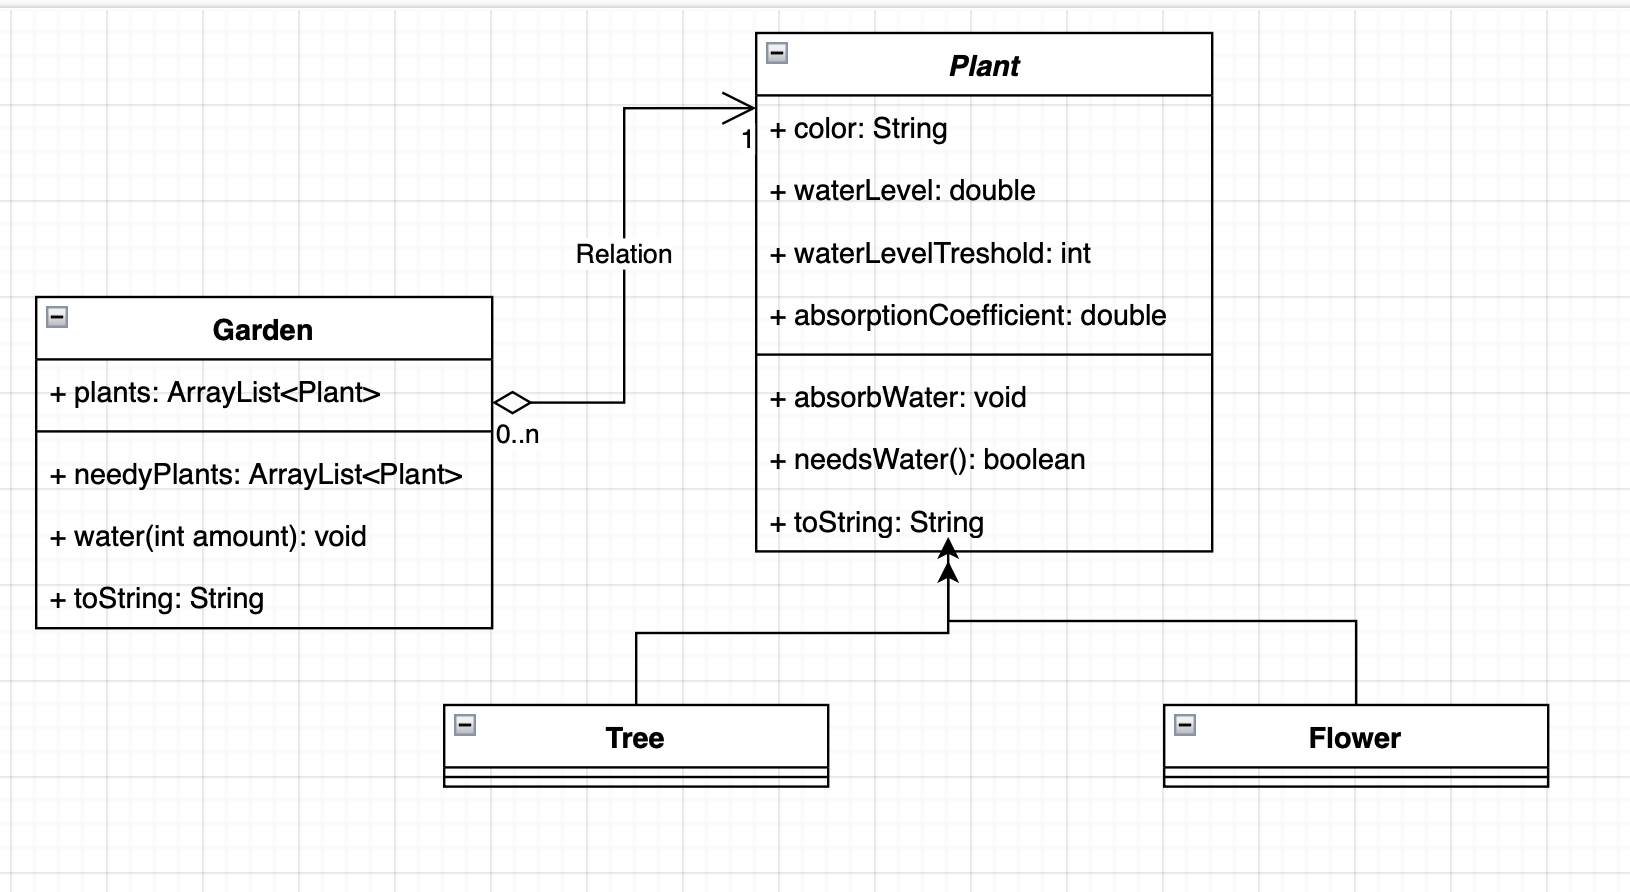 Plant
+ color: String
+ waterLevel: double
+ waterLevelTreshold: int
+ absorptionCoefficient: double
+ absorbWater: void
+ needsWater(): boolean
+ toString: String
1
Relation
0..n
Garden
+ plants: ArrayList<Plant>
+ needyPlants: ArrayList<Plant>
+ water(int amount): void
+ toString: String
Tree
Flower